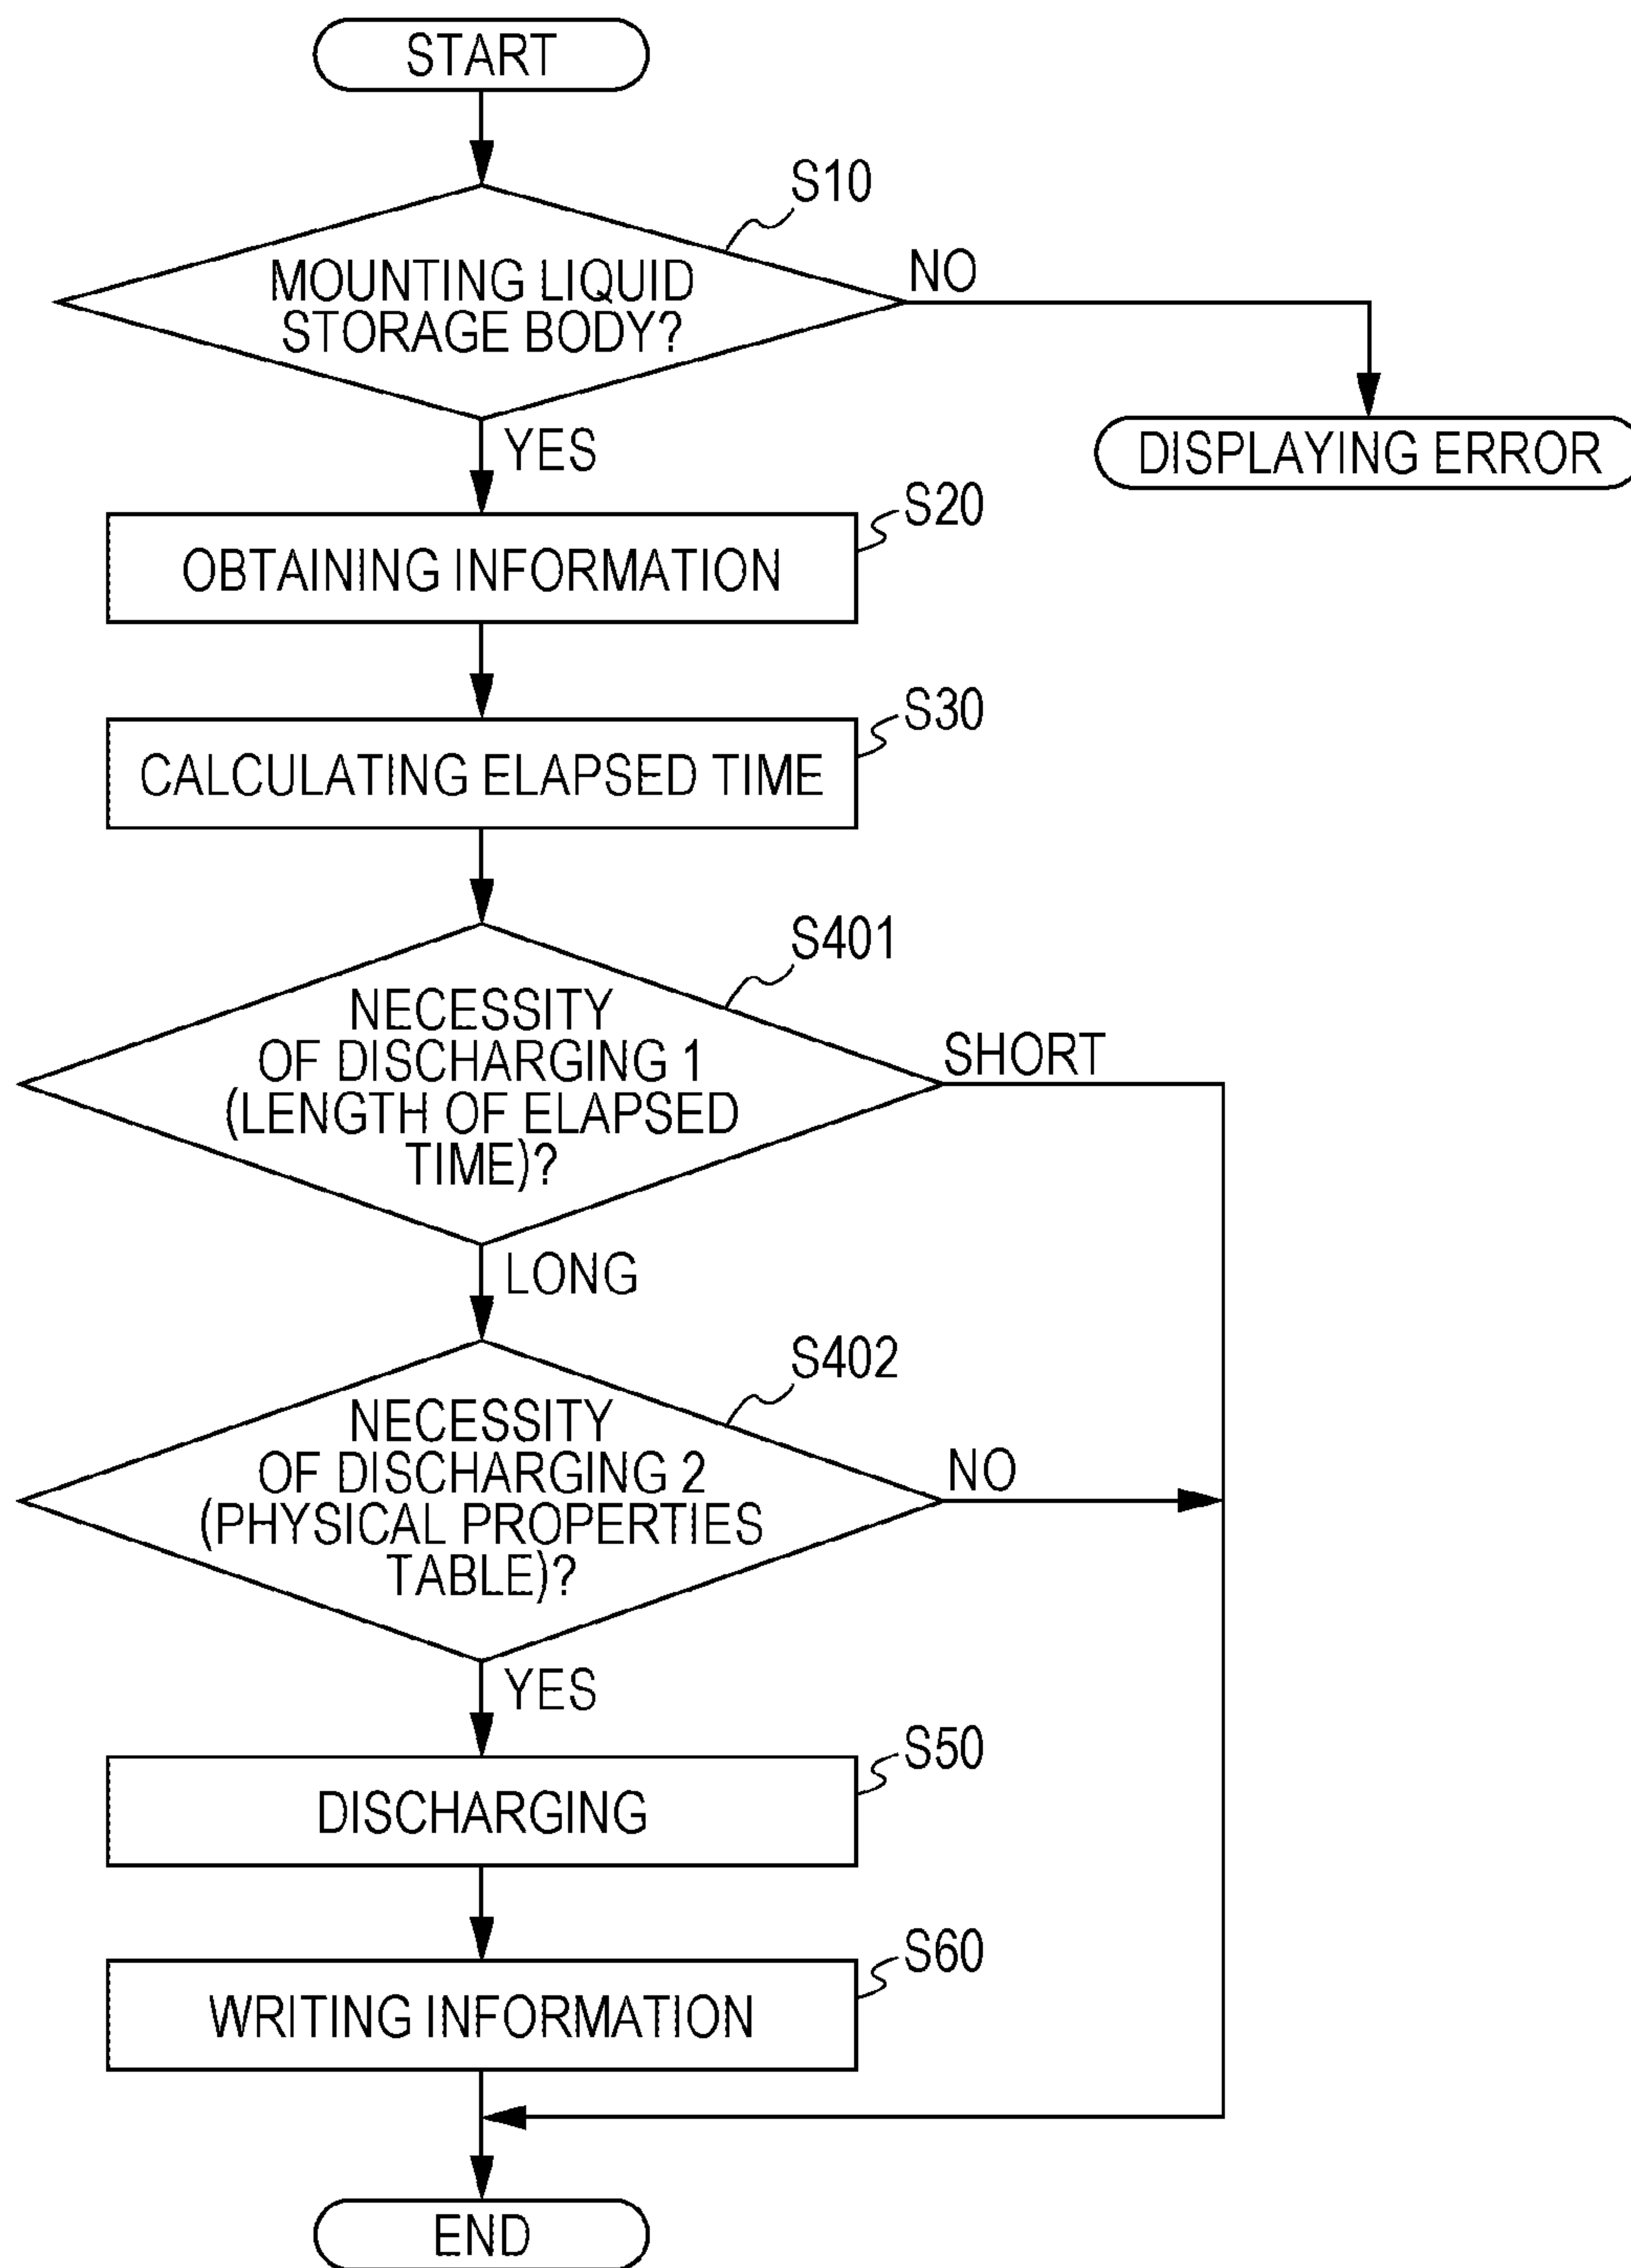 START
S10
MOUNTING LIQUID
STORAGE BODY?
NO
YES
DISPLAYING ERROR
S20
OBTAINING INFORMATION
S30
CALCULATING ELAPSED TIME
S401
NECESSITY
OF DISCHARGING 1
(LENGTH OF ELAPSED
TIME)?
SHORT
LONG
S402
NECESSITY
OF DISCHARGING 2
(PHYSICAL PROPERTIES
TABLE)?
NO
YES
S50
DISCHARGING
S60
WRITING INFORMATION
END